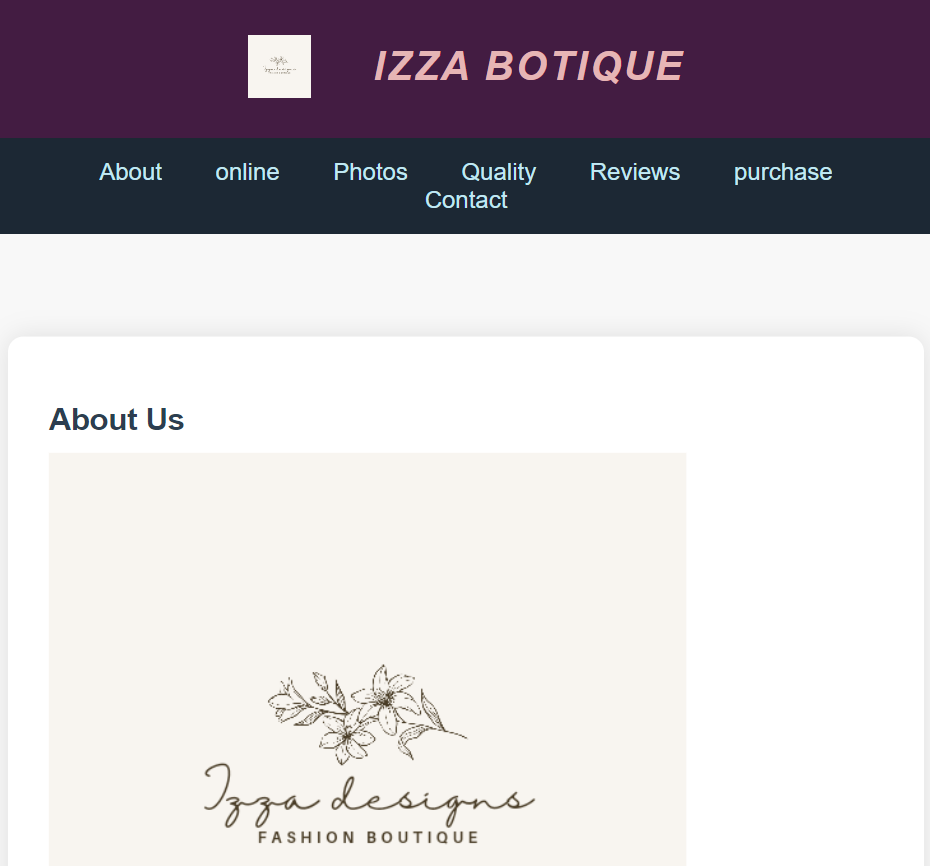 IZZA BOTIQUE
About online Photos Quality Reviews purchase
Contact
About Us
Izza designs
FASHION BOUTIQUE